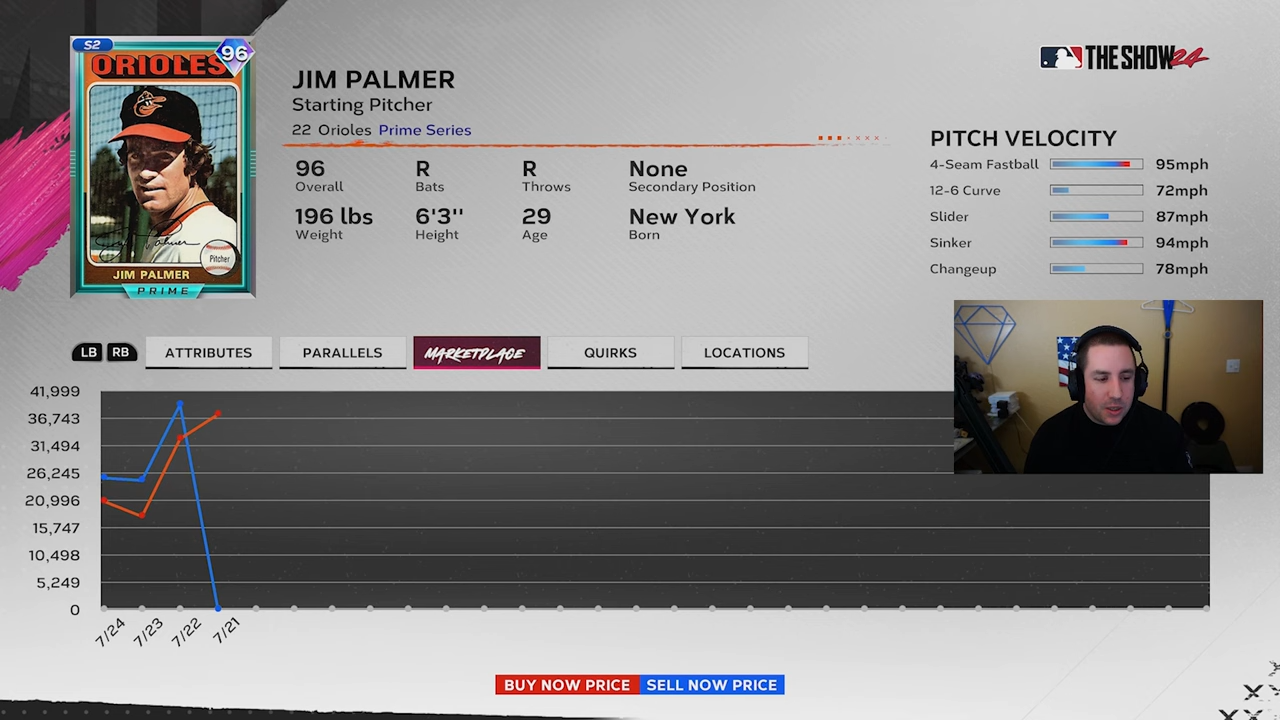 S2
96
ORIOLES
Pitcher
JIM PALMER
PRIME
JIM PALMER
Starting Pitcher
22 Orioles Prime Series
96 R R None
Overall Bats Throws Secondary Position
196 lbs 6'3'' 29 New York
Weight Height Age Born
THE SHOW 24
PITCH VELOCITY
4-Seam Fastball 95mph
12-6 Curve 72mph
Slider 87mph
Sinker 94mph
Changeup 78mph
LB RB ATTRIBUTES PARALLELS MARKETPLACE QUIRKS LOCATIONS
41,999
36,743
31,494
26,245
20,996
15,747
10,498
5,249
0
7/24 7/23 7/22 7/21
BUY NOW PRICE SELL NOW PRICE